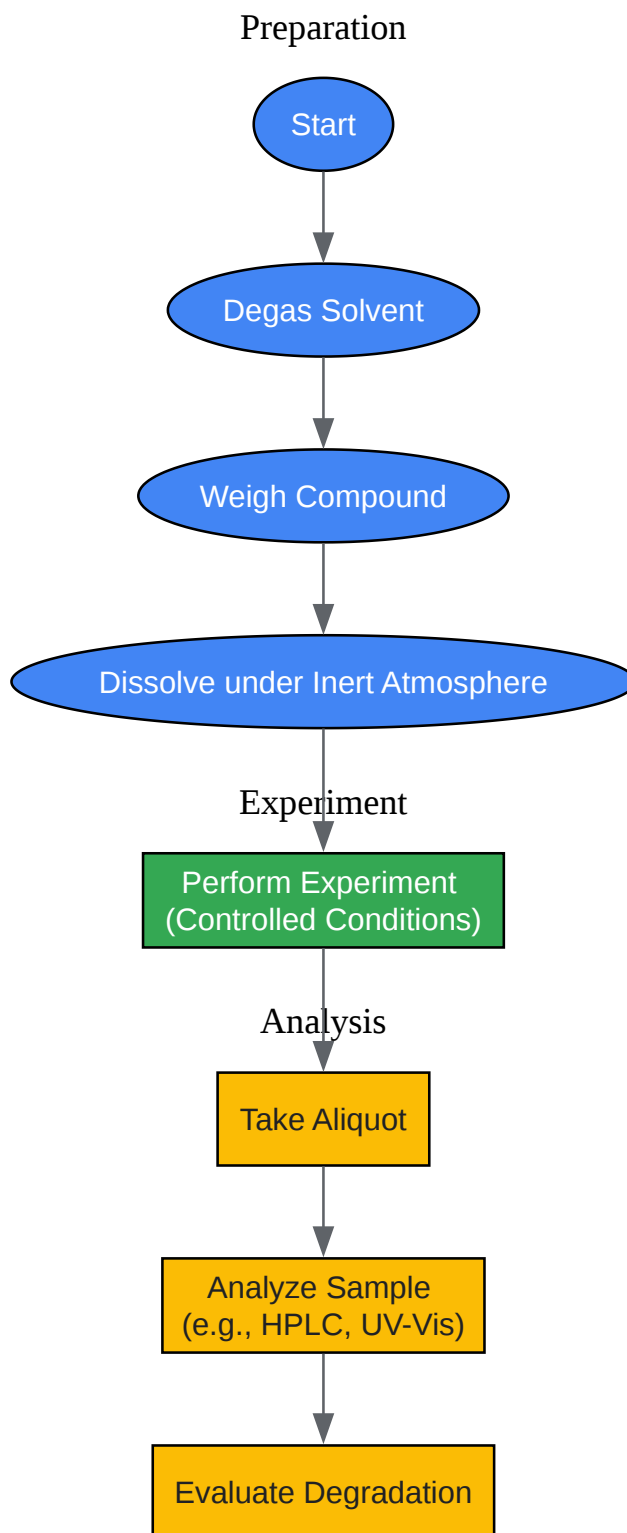 Preparation
Start
Degas Solvent
Weigh Compound
Dissolve under Inert Atmosphere
Experiment
Perform Experiment
(Controlled Conditions)
Analysis
Take Aliquot
Analyze Sample
(e.g., HPLC, UV-Vis)
Evaluate Degradation